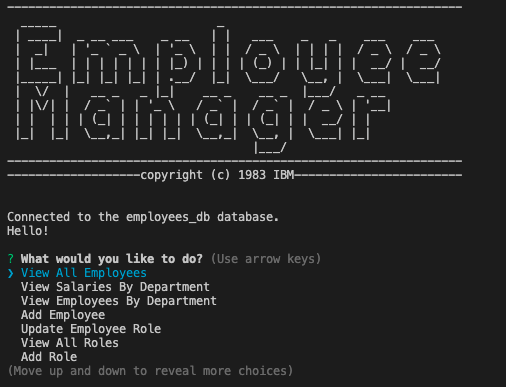 Employee
Manager
copyright (c) 1983 IBM
Connected to the employees_db database.
Hello!
? What would you like to do? (Use arrow keys)
❯ View All Employees
View Salaries By Department
View Employees By Department
Add Employee
Update Employee Role
View All Roles
Add Role
(Move up and down to reveal more choices)